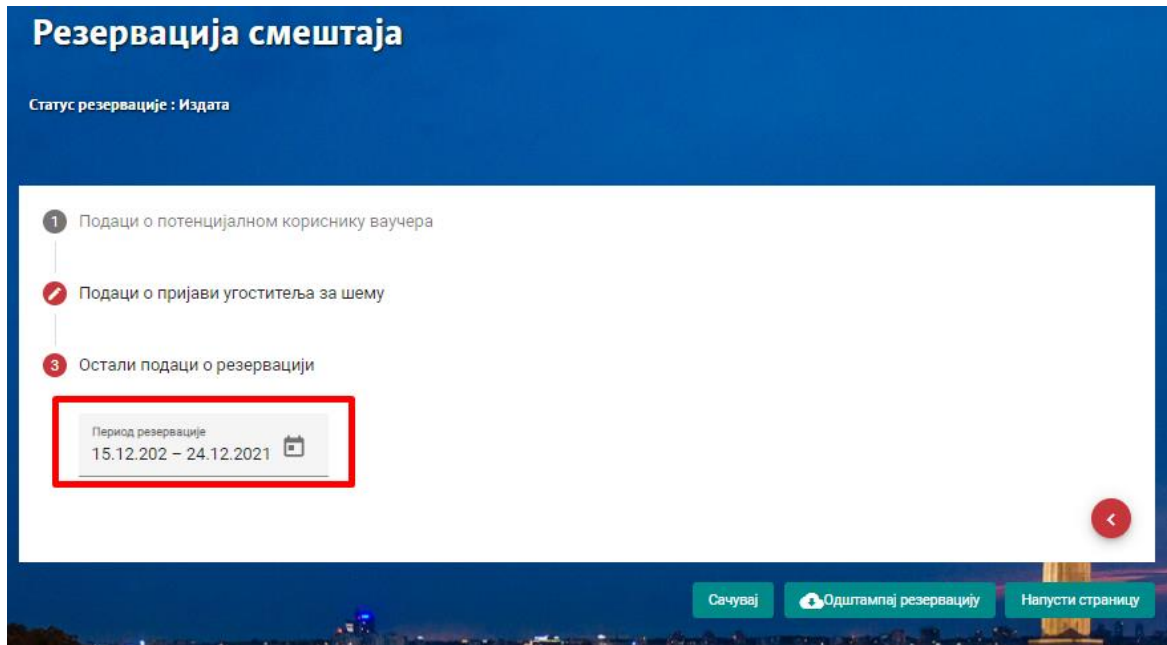 Резервација смештаја
Статус резервације : Издата
1 Подаци о потенцијалном кориснику ваучера
Подаци о пријави угоститеља за шему
3 Остали подаци о резервацији
Период резервације
15.12.202 – 24.12.2021
Сачувај Одштампај резервацију Напусти страницу